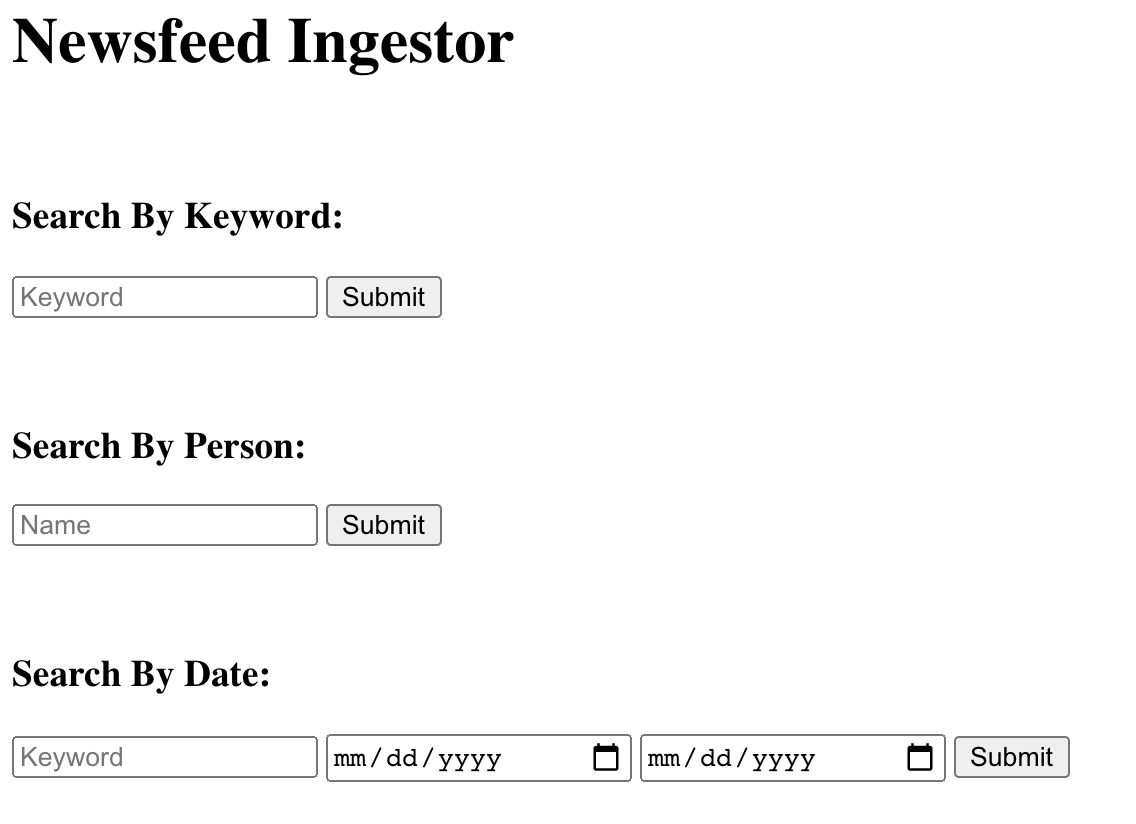 Newsfeed Ingestor
Search By Keyword:
Keyword Submit
Search By Person:
Name Submit
Search By Date:
Keyword mm/dd/yyyy mm/dd/yyyy Submit